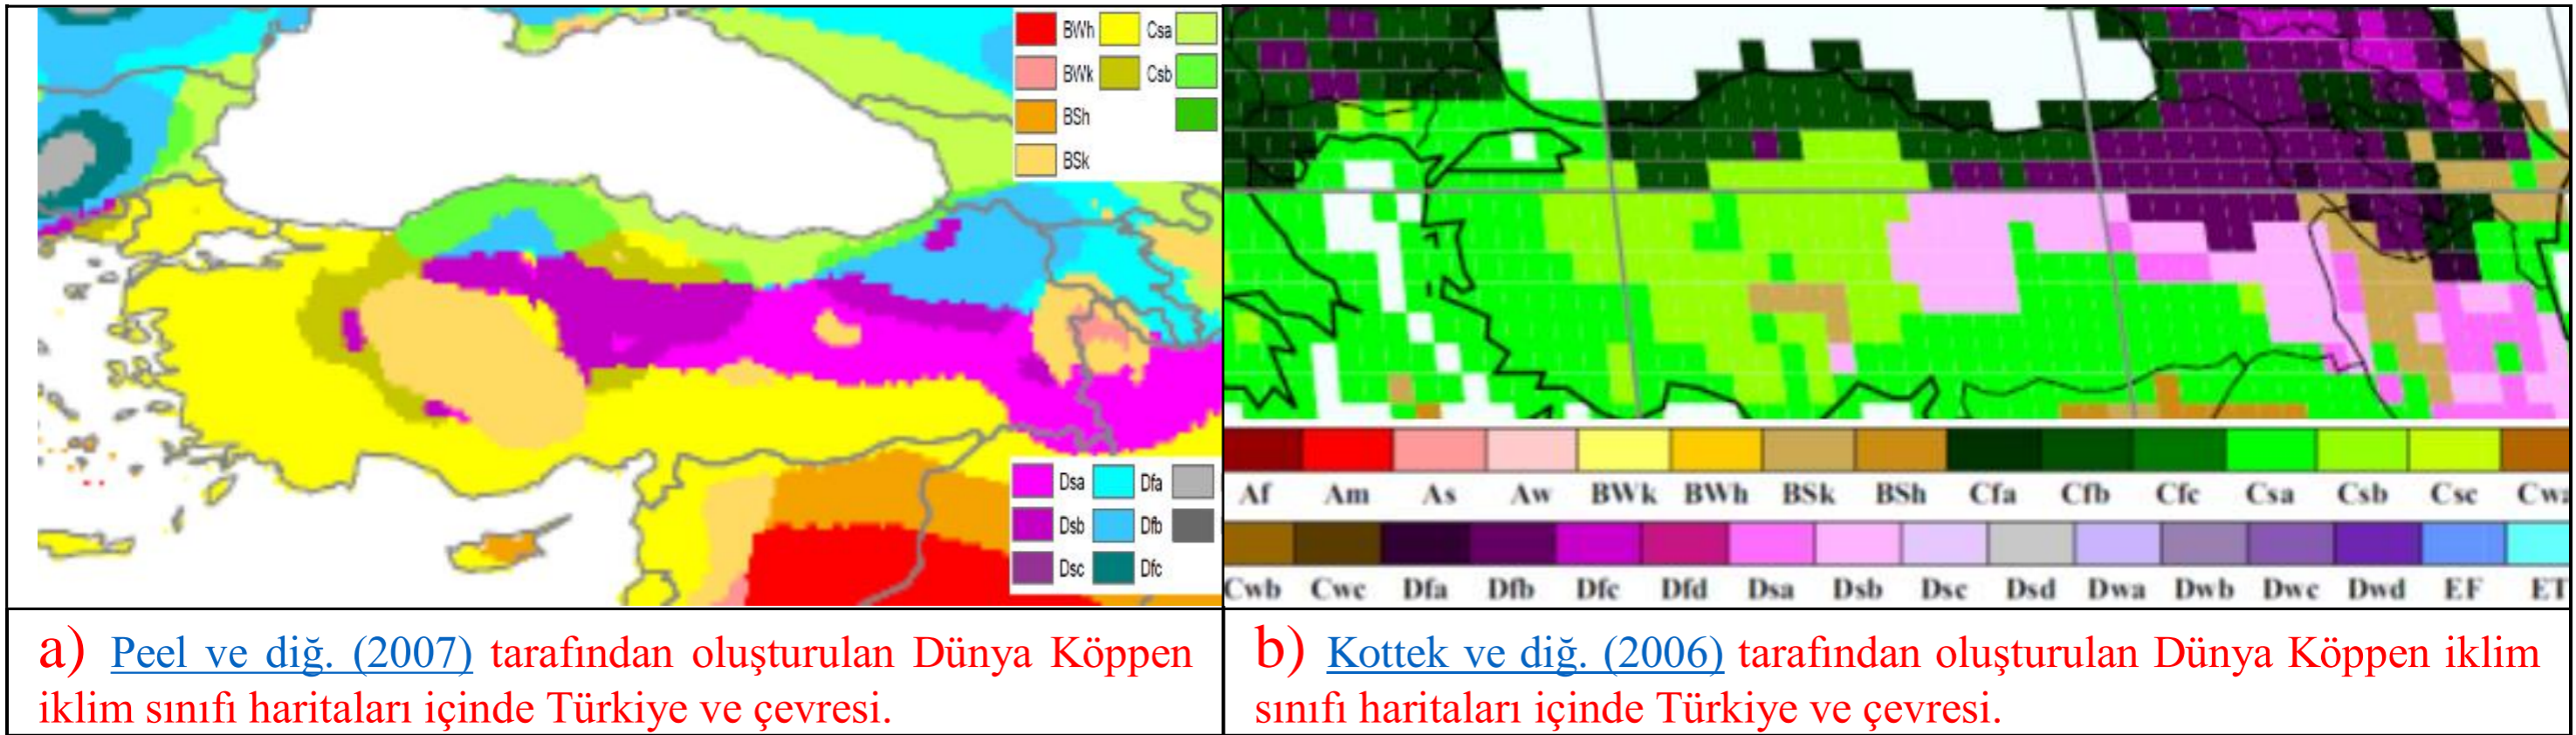 BWh Csa
BWk Csb
BSh
BSk
Dsa Dfa
Dsb Dfb
Dsc Dfc
Af Am As Aw BWk BWh BSk BSh Cfa Cfb Cfc Csa Csb Csc
Cwb Cwc Dfa Dfb Dfc Dfd Dsa Dsb Dsc Dsd Dwa Dwb Dwc Dwd EF ET
a) Peel ve diğ. (2007) tarafından oluşturulan Dünya Köppen
iklim sınıfı haritaları içinde Türkiye ve çevresi.
b) Kottek ve diğ. (2006) tarafından oluşturulan Dünya Köppen iklim
sınıfı haritaları içinde Türkiye ve çevresi.